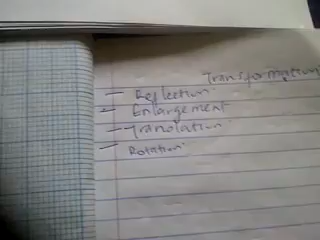 Transformation
- Reflection
- Enlargement
- Translation
- Rotation